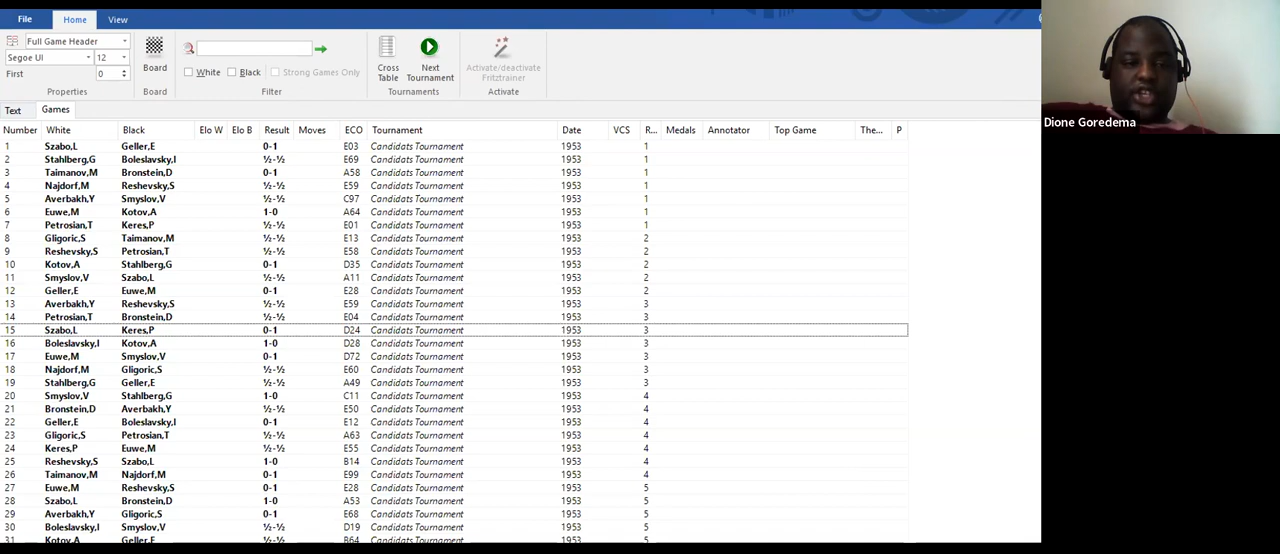 File Home View
Full Game Header
Segoe UI 12
First 0
Properties
Board
Board
White Black Strong Games Only
Filter
Cross Table
Next Tournament
Tournaments
Activate/deactivate Fritztrainer
Activate
Dione Goredema
Text Games
Number White Black Elo W Elo B Result Moves ECO Tournament Date VCS R... Medals Annotator Top Game The... P
1 Szabo,L Geller,E 0-1 E03 Candidats Tournament 1953 1
2 Stahlberg,G Boleslavsky,I ½-½ E69 Candidats Tournament 1953 1
3 Taimanov,M Bronstein,D 0-1 A58 Candidats Tournament 1953 1
4 Najdorf,M Reshevsky,S ½-½ E59 Candidats Tournament 1953 1
5 Averbakh,Y Smyslov,V ½-½ C97 Candidats Tournament 1953 1
6 Euwe,M Kotov,A 1-0 A64 Candidats Tournament 1953 1
7 Petrosian,T Keres,P ½-½ E01 Candidats Tournament 1953 1
8 Gligoric,S Taimanov,M ½-½ E13 Candidats Tournament 1953 2
9 Reshevsky,S Petrosian,T ½-½ E58 Candidats Tournament 1953 2
10 Kotov,A Stahlberg,G 0-1 D35 Candidats Tournament 1953 2
11 Smyslov,V Szabo,L ½-½ A11 Candidats Tournament 1953 2
12 Geller,E Euwe,M 0-1 E28 Candidats Tournament 1953 2
13 Averbakh,Y Reshevsky,S ½-½ E59 Candidats Tournament 1953 3
14 Petrosian,T Bronstein,D ½-½ E04 Candidats Tournament 1953 3
15 Szabo,L Keres,P 0-1 D24 Candidats Tournament 1953 3
16 Boleslavsky,I Kotov,A 1-0 D28 Candidats Tournament 1953 3
17 Euwe,M Smyslov,V 0-1 D72 Candidats Tournament 1953 3
18 Najdorf,M Gligoric,S ½-½ E60 Candidats Tournament 1953 3
19 Stahlberg,G Geller,E ½-½ A49 Candidats Tournament 1953 3
20 Smyslov,V Stahlberg,G 1-0 C11 Candidats Tournament 1953 4
21 Bronstein,D Averbakh,Y ½-½ E50 Candidats Tournament 1953 4
22 Geller,E Boleslavsky,I 0-1 E12 Candidats Tournament 1953 4
23 Gligoric,S Petrosian,T ½-½ A63 Candidats Tournament 1953 4
24 Keres,P Euwe,M ½-½ E55 Candidats Tournament 1953 4
25 Reshevsky,S Szabo,L 1-0 B14 Candidats Tournament 1953 4
26 Taimanov,M Najdorf,M 0-1 E99 Candidats Tournament 1953 4
27 Euwe,M Reshevsky,S 0-1 E28 Candidats Tournament 1953 5
28 Szabo,L Bronstein,D 1-0 A53 Candidats Tournament 1953 5
29 Averbakh,Y Gligoric,S 0-1 E68 Candidats Tournament 1953 5
30 Boleslavsky,I Smyslov,V ½-½ D19 Candidats Tournament 1953 5
31 Kotov,A Geller,E 1-0 B64 Candidats Tournament 1953 5